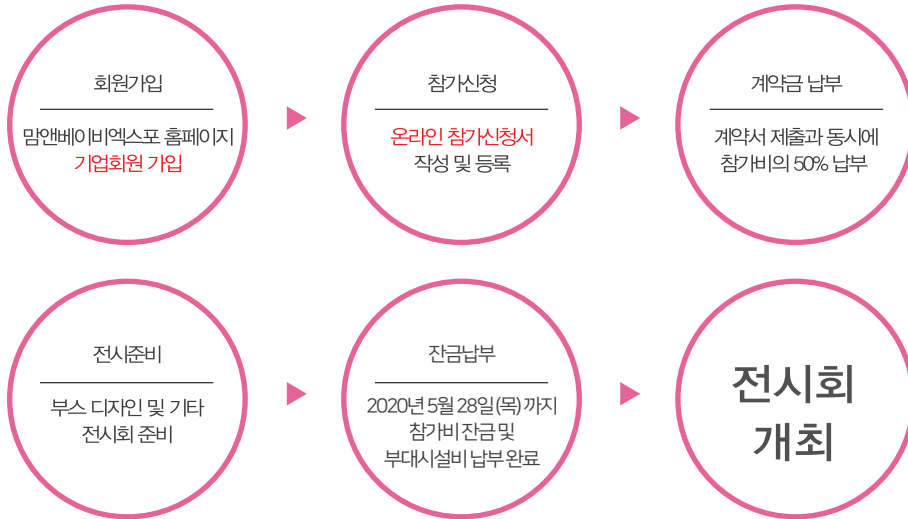 회원가입
맘앤베이비엑스포 홈페이지
기업회원 가입
참가신청
온라인 참가신청서
작성 및 등록
계약금 납부
계약서 제출과 동시에
참가비의 50% 납부
전시준비
부스 디자인 및 기타
전시회 준비
잔금납부
2020년 5월 28일(목) 까지
참가비 잔금 및
부대시설비 납부 완료
전시회
개최